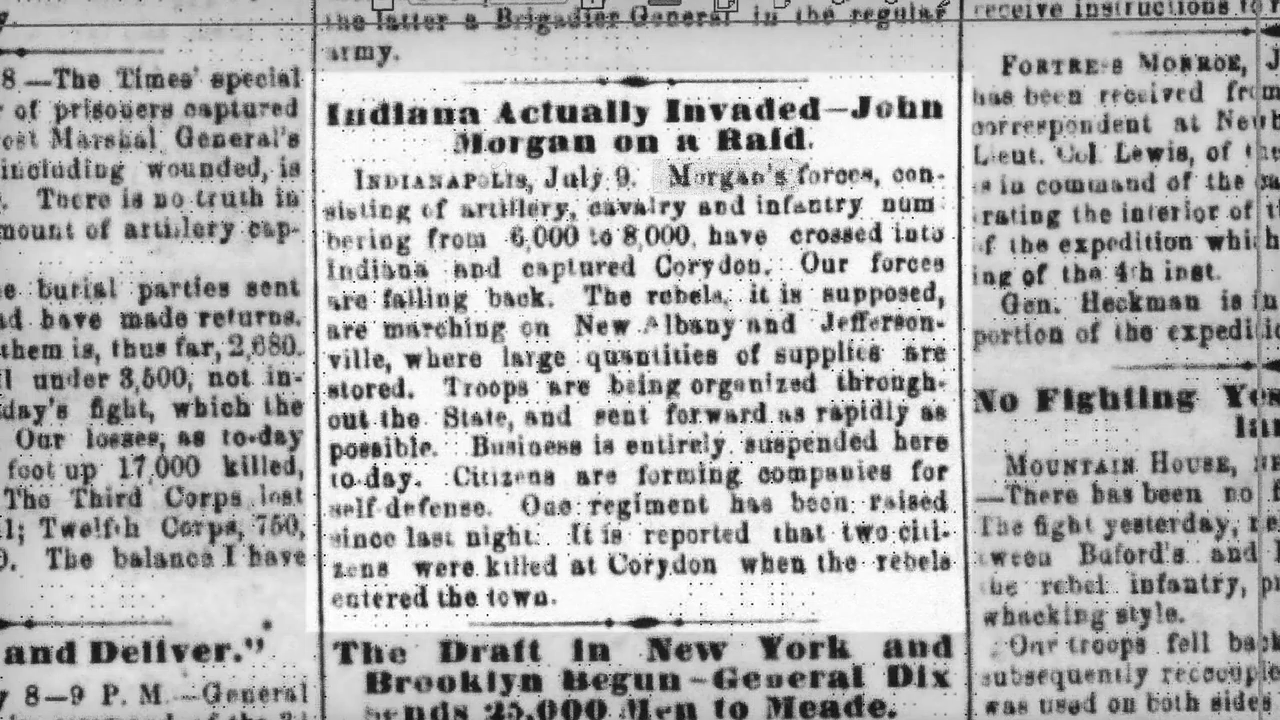 the latter a Brigadier General in the regular
army.
Indiana Actually Invaded—John
Morgan on a Raid.
INDIANAPOLIS, July 9. Morgan's forces, con-
sisting of artillery, cavalry and infantry num
bering from 6,000 to 8,000, have crossed into
Indiana and captured Corydon. Our forces
are falling back. The rebels, it is supposed,
are marching on New Albany and Jefferson-
ville, where large quantities of supplies are
stored. Troops are being organized through-
out the State, and sent forward as rapidly as
possible. Business is entirely suspended here
to-day. Citizens are forming companies for
self-defense. One regiment has been raised
since last night. It is reported that two citi-
zens were killed at Corydon when the rebels
entered the town.
The Draft in New York and
Brooklyn Begun—General Dix
25,000 Men to Meade.
8—The Times' special
of prisoners captured
Marshal General's
including wounded, is
There is no truth in
amount of artillery cap-
burial parties sent
have made returns.
them is, thus far, 2,680.
under 3,500, not in-
day's fight, which the
Our losses, as to-day
foot up 17,000 killed,
The Third Corps lost
Twelfth Corps, 750,
The balance I have
and Deliver."
8—9 P. M.—General
receive instructions
FORTRESS MONROE,
has been received from
correspondent at
Lieut. Col. Lewis, of
is in command of the
rating the interior of
of the expedition
ing of the 4th inst.
Gen. Heckman is in
portion of the
No Fighting
MOUNTAIN HOUSE,
—There has been no
The fight yesterday,
tween Buford's and
the rebel infantry,
whacking style.
Our troops fell
subsequently
was used on both sides